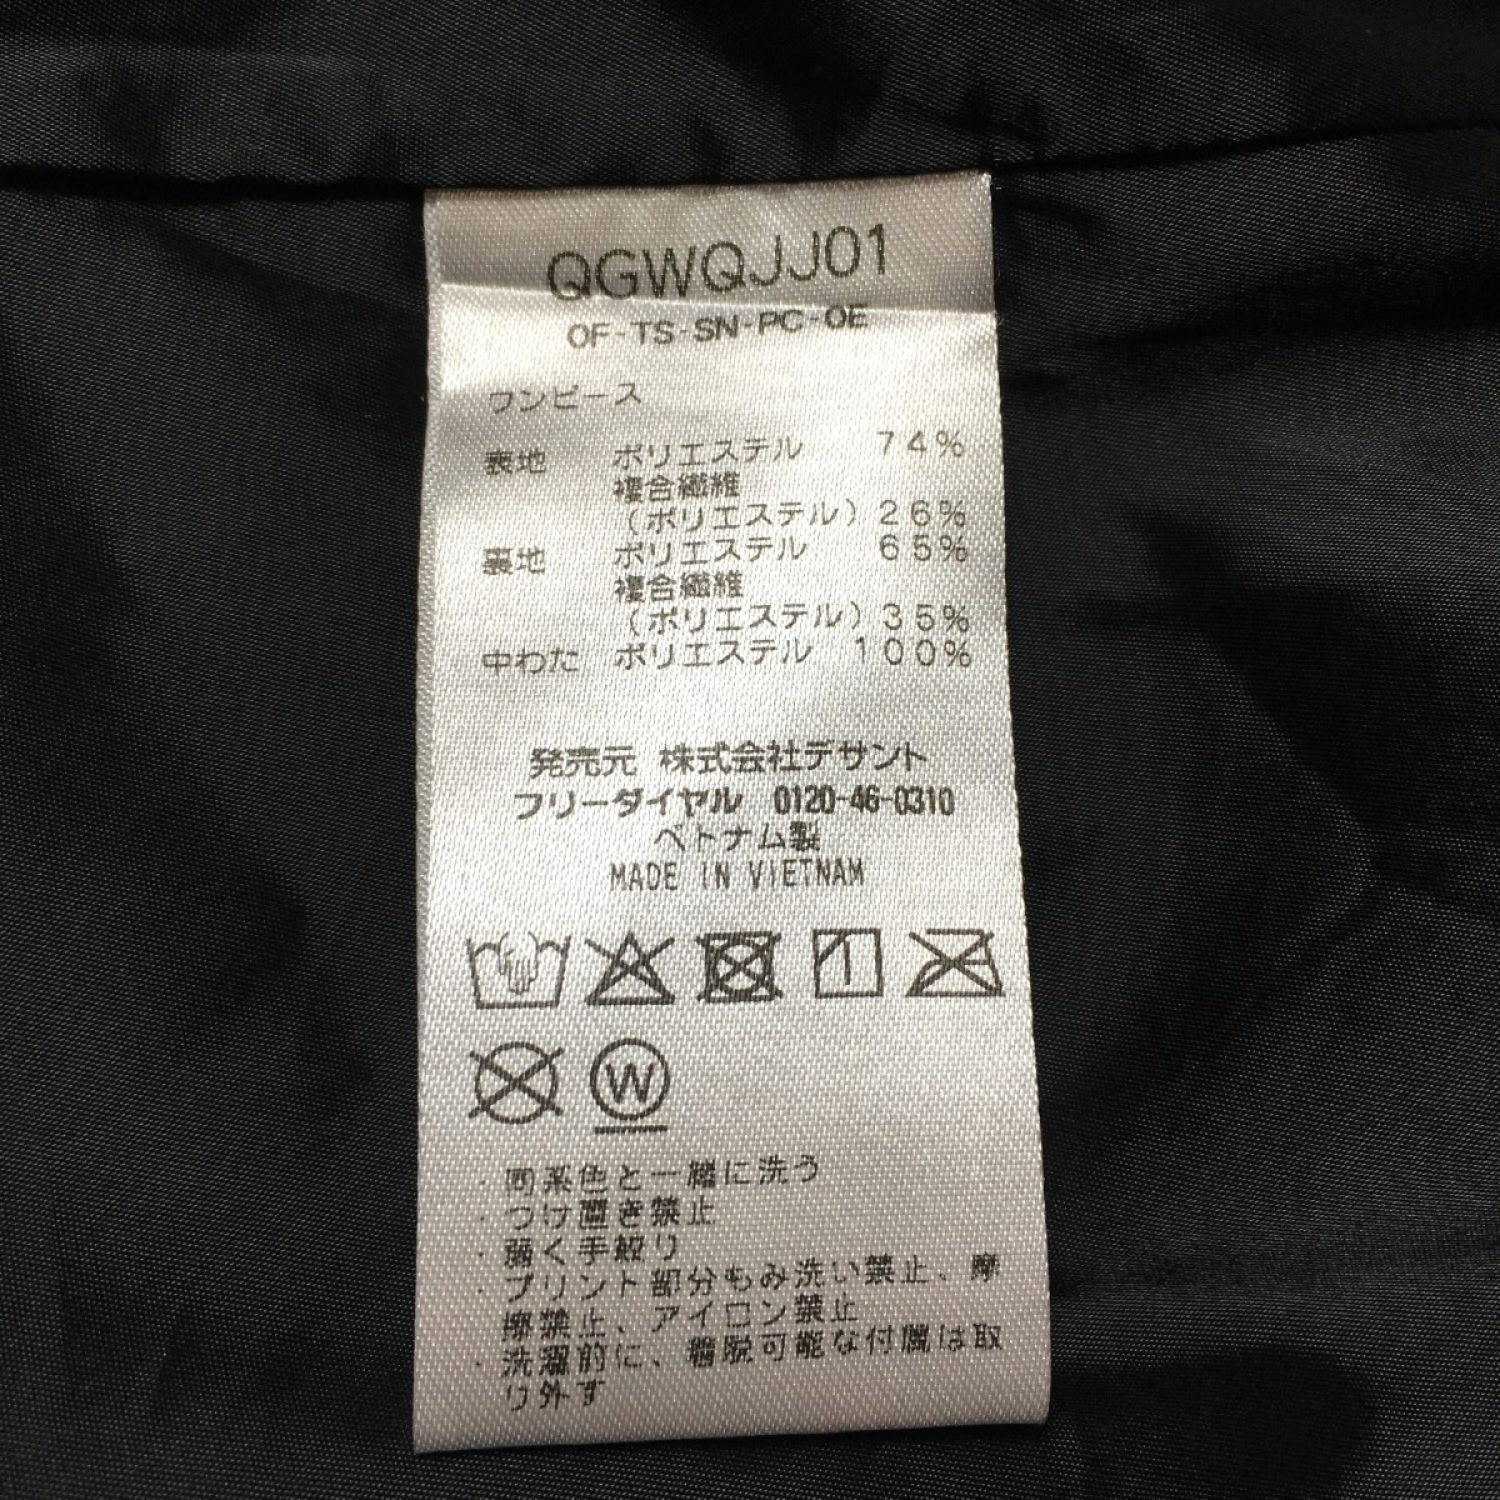 QGWQJJ01
OF-TS-SN-PC-OE
ワンピース
表地 ポリエステル 74%
複合繊維
(ポリエステル) 26%
裏地 ポリエステル 65%
複合繊維
(ポリエステル) 35%
中わた ポリエステル 100%
発売元 株式会社デサント
フリーダイヤル 0120-46-0310
ベトナム製
MADE IN VIETNAM
W
・同系色と一緒に洗う
・つけ置き禁止
・弱く手絞り
・プリント部分もみ洗い禁止、摩
擦禁止、アイロン禁止
・洗濯前に、着脱可能な付属は取
り外す